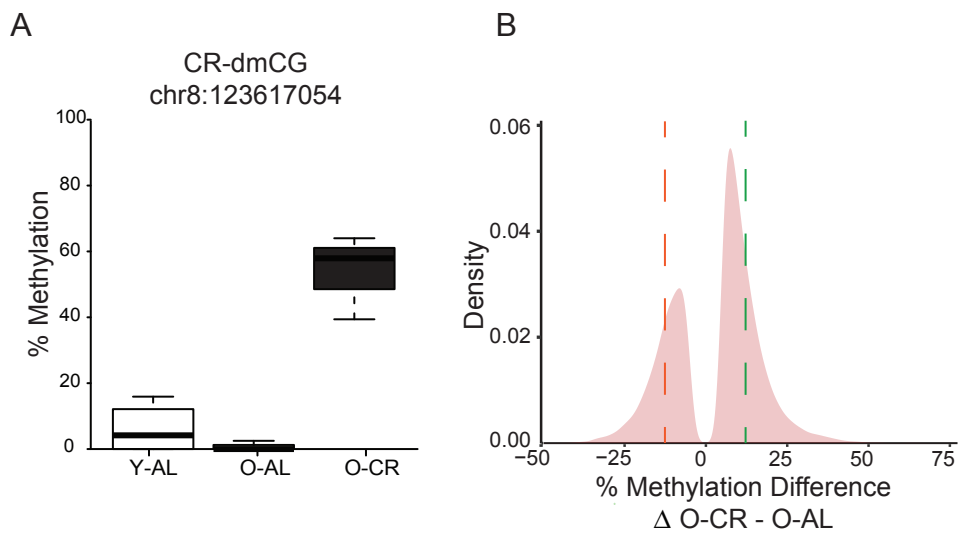 A
CR-dmCG
chr8:123617054
100
80
60
40
20
0
% Methylation
Y-AL
O-AL
O-CR
B
0.06
0.04
0.02
0.00
Density
−50
−25
0
25
50
75
% Methylation Difference
Δ O-CR - O-AL